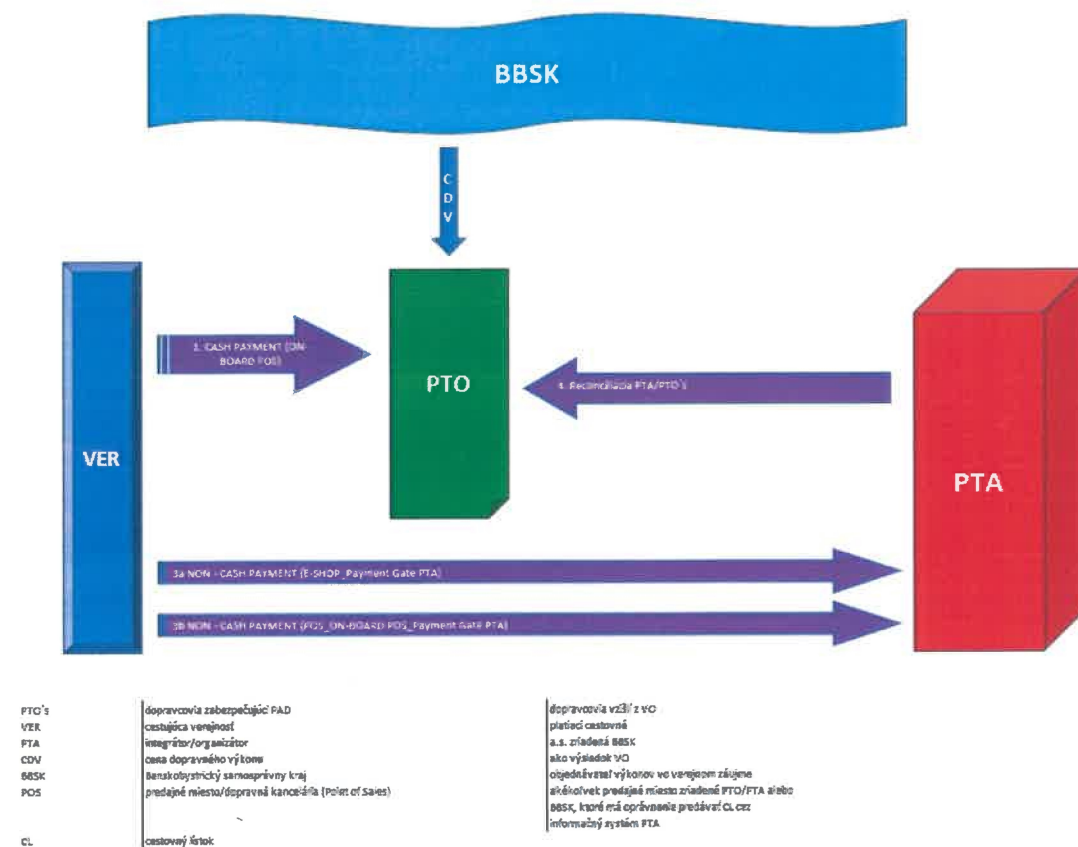 BBSK
C
D
V
1. CASH PAYMENT (ON-
BOARD POS)
PTO
4. Reconciliácia PTA/PTO's
VER
PTA
3a NON - CASH PAYMENT (E-SHOP_Payment Gate PTA)
3b NON - CASH PAYMENT (POS_ON-BOARD POS_Payment Gate PTA)
PTO's dopravcovia zabezpečujúci PAD dopravcovia vzišlí z VO
VER cestujúca verejnosť platiaci cestovné
PTA integrátor/organizátor a.s. zriadená BBSK
CDV cena dopravného výkonu ako výsledok VO
BBSK Banskobystrický samosprávny kraj objednávateľ výkonov vo verejnom záujme
POS predajné miesto/dopravná kancelária (Point of Sales) akékoľvek predajné miesto zriadené PTO/PTA alebo
BBSK, ktoré má oprávnenie predávať CL cez
informačný systém PTA
CL cestovný lístok